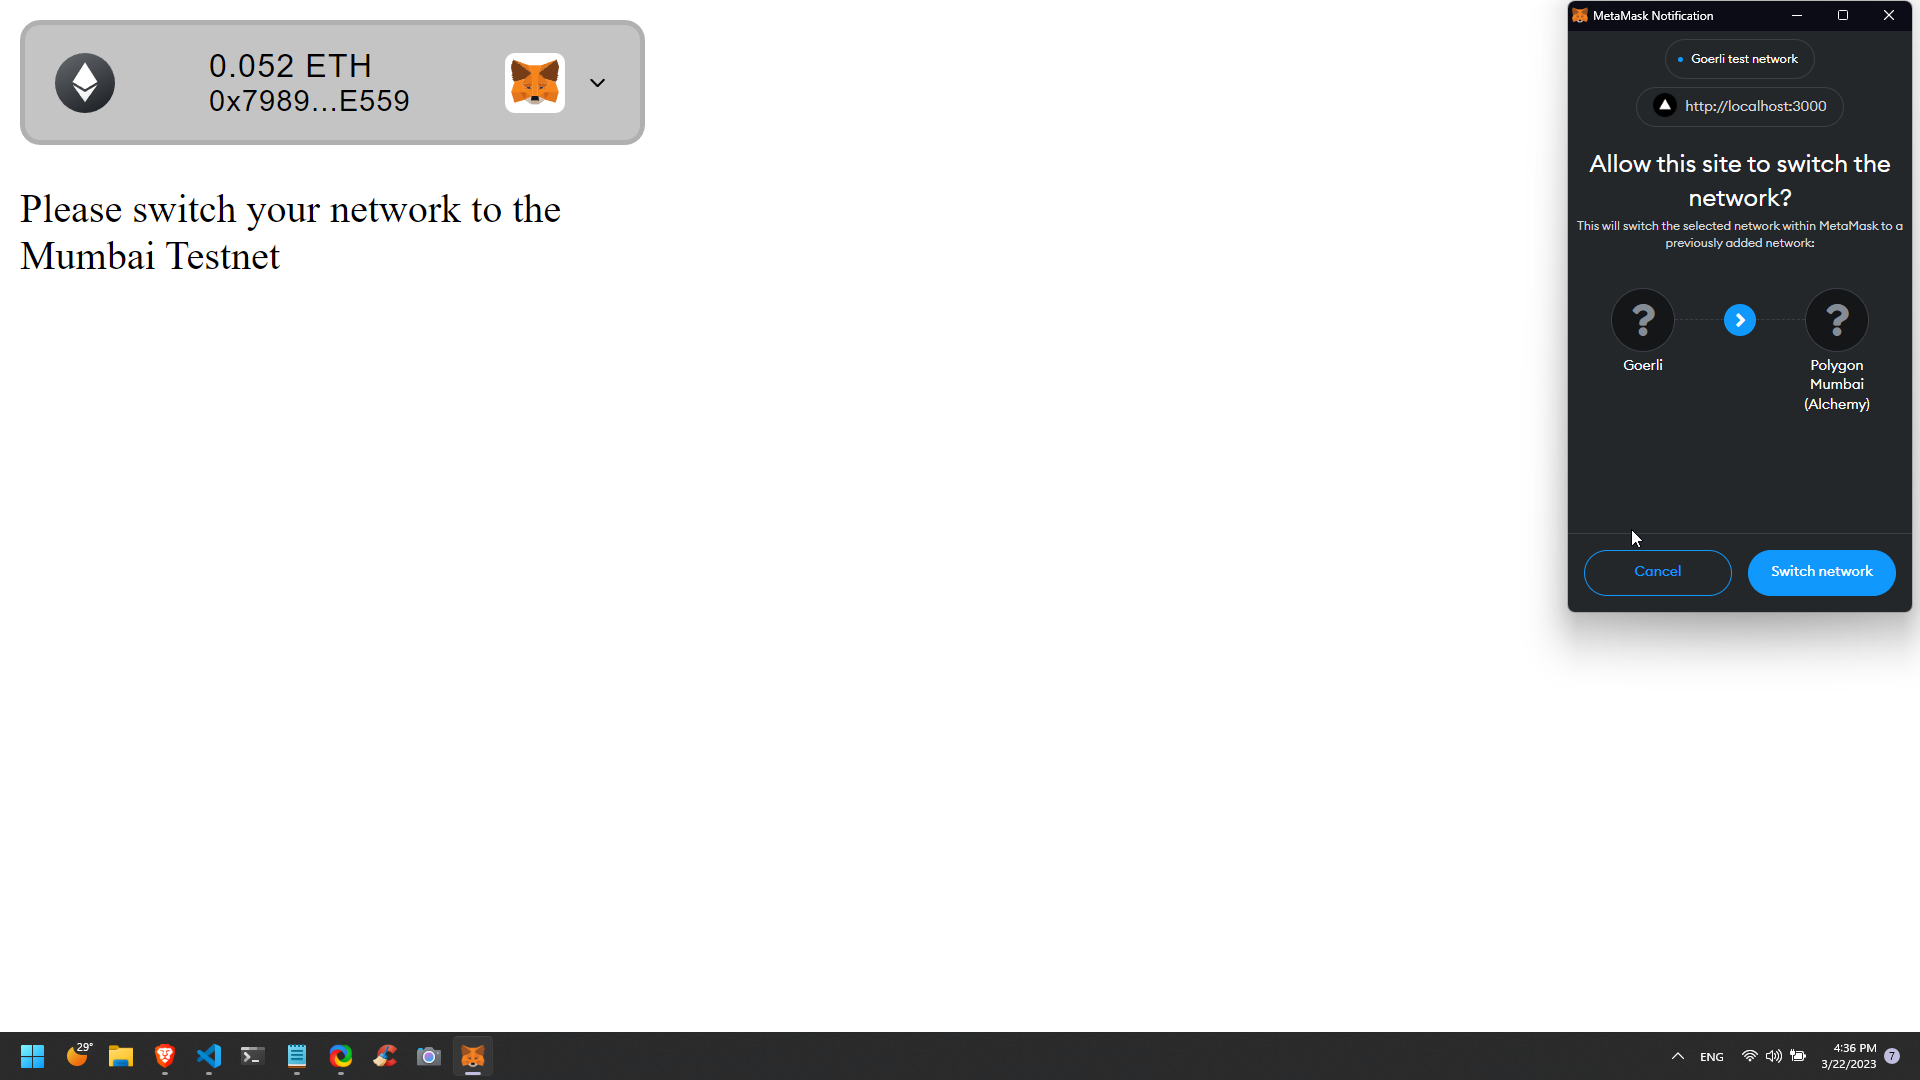 0.052 ETH
0x7989...E559
Please switch your network to the
Mumbai Testnet
MetaMask Notification
Goerli test network
http://localhost:3000
Allow this site to switch the
network?
This will switch the selected network within MetaMask to a
previously added network:
?
?
Goerli
Polygon
Mumbai
(Alchemy)
Cancel
Switch network
29°
ENG
4:36 PM
3/22/2023
7